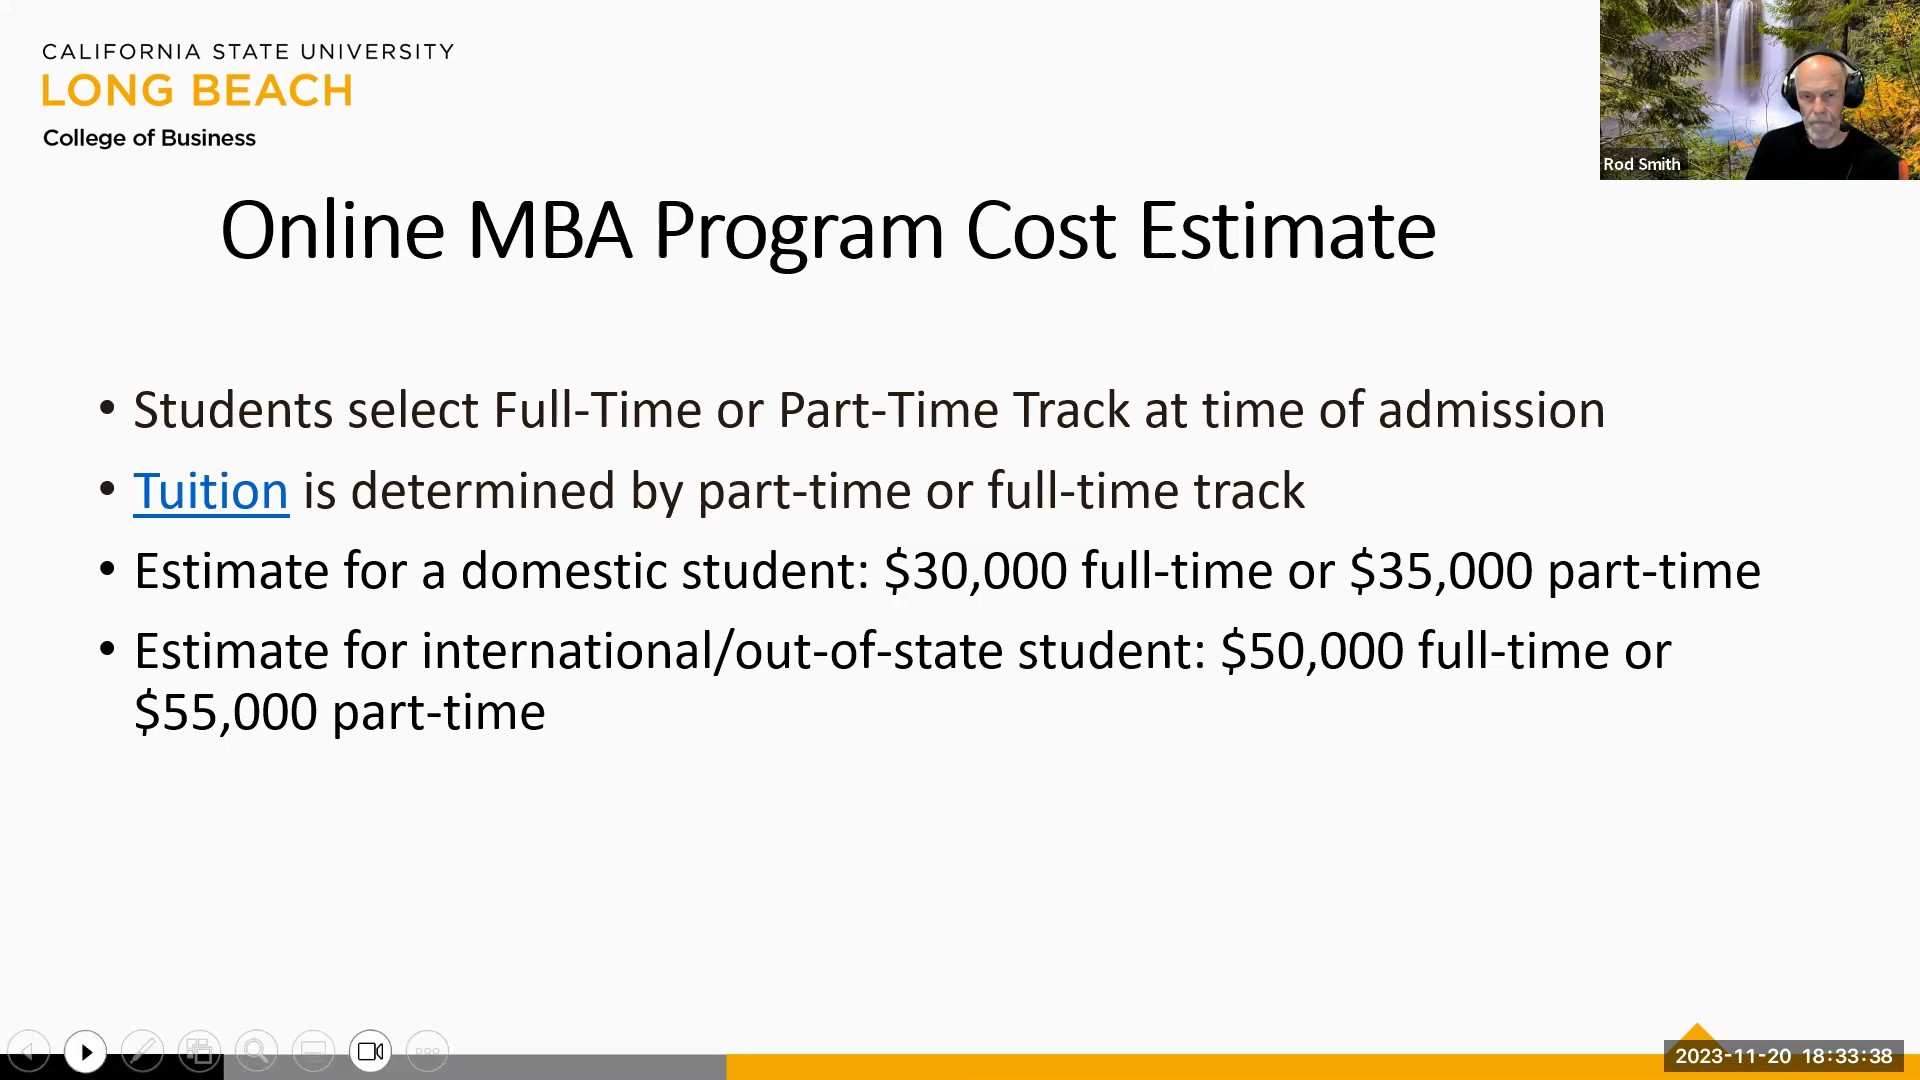 CALIFORNIA STATE UNIVERSITY
LONG BEACH
College of Business
Rod Smith
Online MBA Program Cost Estimate
• Students select Full-Time or Part-Time Track at time of admission
• Tuition is determined by part-time or full-time track
• Estimate for a domestic student: $30,000 full-time or $35,000 part-time
• Estimate for international/out-of-state student: $50,000 full-time or
$55,000 part-time
2023-11-20 18:33:38